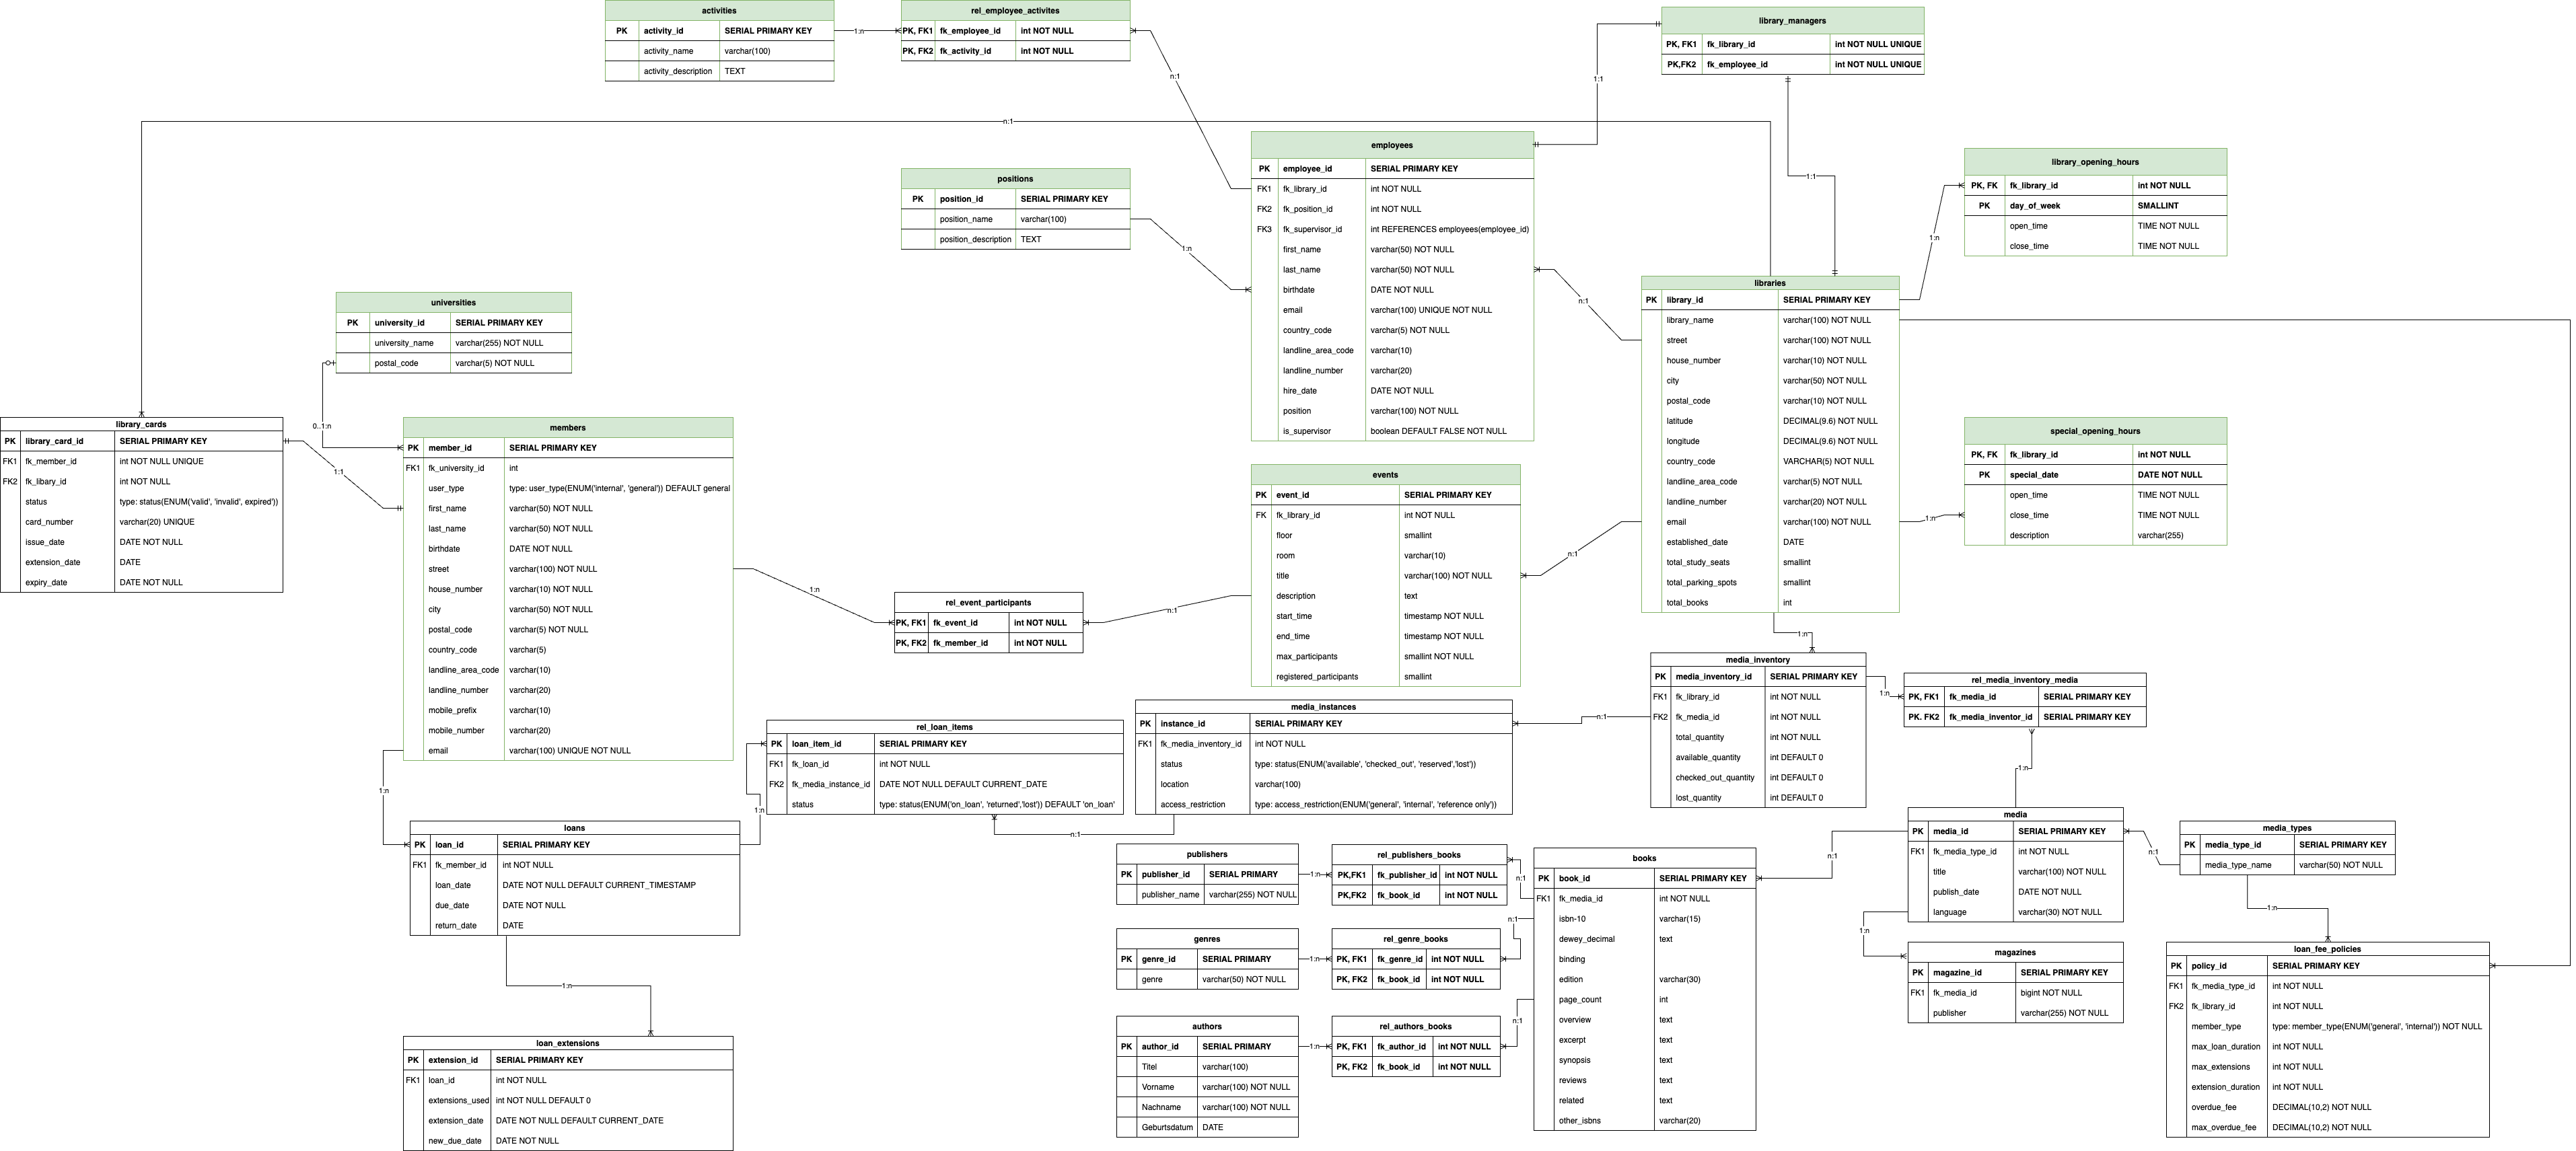 activities
PK activity_id SERIAL PRIMARY KEY
activity_name varchar(100)
activity_description TEXT
1:n
rel_employee_activites
PK, FK1 fk_employee_id int NOT NULL
PK, FK2 fk_activity_id int NOT NULL
n:1
library_managers
PK, FK1 fk_library_id int NOT NULL UNIQUE
PK,FK2 fk_employee_id int NOT NULL UNIQUE
1:1
1:1
n:1
positions
PK position_id SERIAL PRIMARY KEY
position_name varchar(100)
position_description TEXT
1:n
employees
PK employee_id SERIAL PRIMARY KEY
FK1 fk_library_id int NOT NULL
FK2 fk_position_id int NOT NULL
FK3 fk_supervisor_id int REFERENCES employees(employee_id)
first_name varchar(50) NOT NULL
last_name varchar(50) NOT NULL
birthdate DATE NOT NULL
email varchar(100) UNIQUE NOT NULL
country_code varchar(5) NOT NULL
landline_area_code varchar(10)
landline_number varchar(20)
hire_date DATE NOT NULL
position varchar(100) NOT NULL
is_supervisor boolean DEFAULT FALSE NOT NULL
n:1
library_opening_hours
PK, FK fk_library_id int NOT NULL
PK day_of_week SMALLINT
open_time TIME NOT NULL
close_time TIME NOT NULL
1:n
libraries
PK library_id SERIAL PRIMARY KEY
library_name varchar(100) NOT NULL
street varchar(100) NOT NULL
house_number varchar(10) NOT NULL
city varchar(50) NOT NULL
postal_code varchar(10) NOT NULL
latitude DECIMAL(9.6) NOT NULL
longitude DECIMAL(9.6) NOT NULL
country_code VARCHAR(5) NOT NULL
landline_area_code varchar(5) NOT NULL
landline_number varchar(20) NOT NULL
email varchar(100) NOT NULL
established_date DATE
total_study_seats smallint
total_parking_spots smallint
total_books int
special_opening_hours
PK, FK fk_library_id int NOT NULL
PK special_date DATE NOT NULL
open_time TIME NOT NULL
close_time TIME NOT NULL
description varchar(255)
1:n
universities
PK university_id SERIAL PRIMARY KEY
university_name varchar(255) NOT NULL
postal_code varchar(5) NOT NULL
0..1:n
library_cards
PK library_card_id SERIAL PRIMARY KEY
FK1 fk_member_id int NOT NULL UNIQUE
FK2 fk_libary_id int NOT NULL
status type: status(ENUM('valid', 'invalid', expired'))
card_number varchar(20) UNIQUE
issue_date DATE NOT NULL
extension_date DATE
expiry_date DATE NOT NULL
1:1
members
PK member_id SERIAL PRIMARY KEY
FK1 fk_university_id int
user_type type: user_type(ENUM('internal', 'general')) DEFAULT general
first_name varchar(50) NOT NULL
last_name varchar(50) NOT NULL
birthdate DATE NOT NULL
street varchar(100) NOT NULL
house_number varchar(10) NOT NULL
city varchar(50) NOT NULL
postal_code varchar(5) NOT NULL
country_code varchar(5)
landline_area_code varchar(10)
landline_number varchar(20)
mobile_prefix varchar(10)
mobile_number varchar(20)
email varchar(100) UNIQUE NOT NULL
1:n
rel_event_participants
PK, FK1 fk_event_id int NOT NULL
PK, FK2 fk_member_id int NOT NULL
n:1
events
PK event_id SERIAL PRIMARY KEY
FK fk_library_id int NOT NULL
floor smallint
room varchar(10)
title varchar(100) NOT NULL
description text
start_time timestamp NOT NULL
end_time timestamp NOT NULL
max_participants smallint NOT NULL
registered_participants smallint
n:1
1:n
media_inventory
PK media_inventory_id SERIAL PRIMARY KEY
FK1 fk_library_id int NOT NULL
FK2 fk_media_id int NOT NULL
total_quantity int NOT NULL
available_quantity int DEFAULT 0
checked_out_quantity int DEFAULT 0
lost_quantity int DEFAULT 0
1:n
rel_media_inventory_media
PK, FK1 fk_media_id SERIAL PRIMARY KEY
PK. FK2 fk_media_inventor_id SERIAL PRIMARY KEY
1:n
media_instances
PK instance_id SERIAL PRIMARY KEY
FK1 fk_media_inventory_id int NOT NULL
status type: status(ENUM('available', 'checked_out', 'reserved','lost'))
location varchar(100)
access_restriction type: access_restriction(ENUM('general', 'internal', 'reference only'))
n:1
rel_loan_items
PK loan_item_id SERIAL PRIMARY KEY
FK1 fk_loan_id int NOT NULL
FK2 fk_media_instance_id DATE NOT NULL DEFAULT CURRENT_DATE
status type: status(ENUM('on_loan', 'returned','lost')) DEFAULT 'on_loan'
n:1
1:n
1:n
loans
PK loan_id SERIAL PRIMARY KEY
FK1 fk_member_id int NOT NULL
loan_date DATE NOT NULL DEFAULT CURRENT_TIMESTAMP
due_date DATE NOT NULL
return_date DATE
1:n
loan_extensions
PK extension_id SERIAL PRIMARY KEY
FK1 loan_id int NOT NULL
extensions_used int NOT NULL DEFAULT 0
extension_date DATE NOT NULL DEFAULT CURRENT_DATE
new_due_date DATE NOT NULL
publishers
PK publisher_id SERIAL PRIMARY
publisher_name varchar(255) NOT NULL
1:n
rel_publishers_books
PK,FK1 fk_publisher_id int NOT NULL
PK,FK2 fk_book_id int NOT NULL
n:1
genres
PK genre_id SERIAL PRIMARY
genre varchar(50) NOT NULL
1:n
rel_genre_books
PK, FK1 fk_genre_id int NOT NULL
PK, FK2 fk_book_id int NOT NULL
n:1
authors
PK author_id SERIAL PRIMARY
Titel varchar(100)
Vorname varchar(100) NOT NULL
Nachname varchar(100) NOT NULL
Geburtsdatum DATE
1:n
rel_authors_books
PK, FK1 fk_author_id int NOT NULL
PK, FK2 fk_book_id int NOT NULL
n:1
books
PK book_id SERIAL PRIMARY KEY
FK1 fk_media_id int NOT NULL
isbn-10 varchar(15)
dewey_decimal text
binding
edition varchar(30)
page_count int
overview text
excerpt text
synopsis text
reviews text
related text
other_isbns varchar(20)
n:1
media
PK media_id SERIAL PRIMARY KEY
FK1 fk_media_type_id int NOT NULL
title varchar(100) NOT NULL
publish_date DATE NOT NULL
language varchar(30) NOT NULL
1:n
magazines
PK magazine_id SERIAL PRIMARY KEY
FK1 fk_media_id bigint NOT NULL
publisher varchar(255) NOT NULL
n:1
media_types
PK media_type_id SERIAL PRIMARY KEY
media_type_name varchar(50) NOT NULL
1:n
loan_fee_policies
PK policy_id SERIAL PRIMARY KEY
FK1 fk_media_type_id int NOT NULL
FK2 fk_library_id int NOT NULL
member_type type: member_type(ENUM('general', 'internal')) NOT NULL
max_loan_duration int NOT NULL
max_extensions int NOT NULL
extension_duration int NOT NULL
overdue_fee DECIMAL(10,2) NOT NULL
max_overdue_fee DECIMAL(10,2) NOT NULL